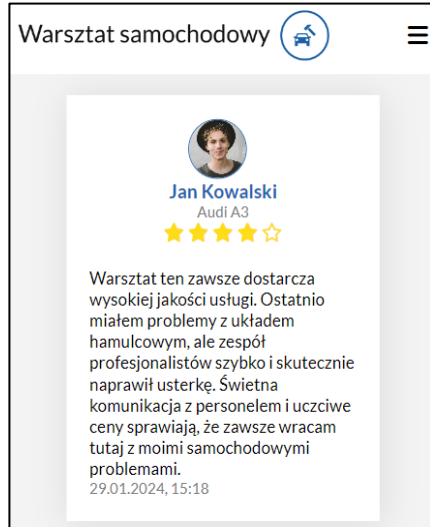 Warsztat samochodowy
Jan Kowalski
Audi A3
Warsztat ten zawsze dostarcza
wysokiej jakości usługi. Ostatnio
miałem problemy z układem
hamulcowym, ale zespół
profesjonalistów szybko i skutecznie
naprawił usterkę. Świetna
komunikacja z personelem i uczciwe
ceny sprawiają, że zawsze wracam
tutaj z moimi samochodowymi
problemami.
29.01.2024, 15:18